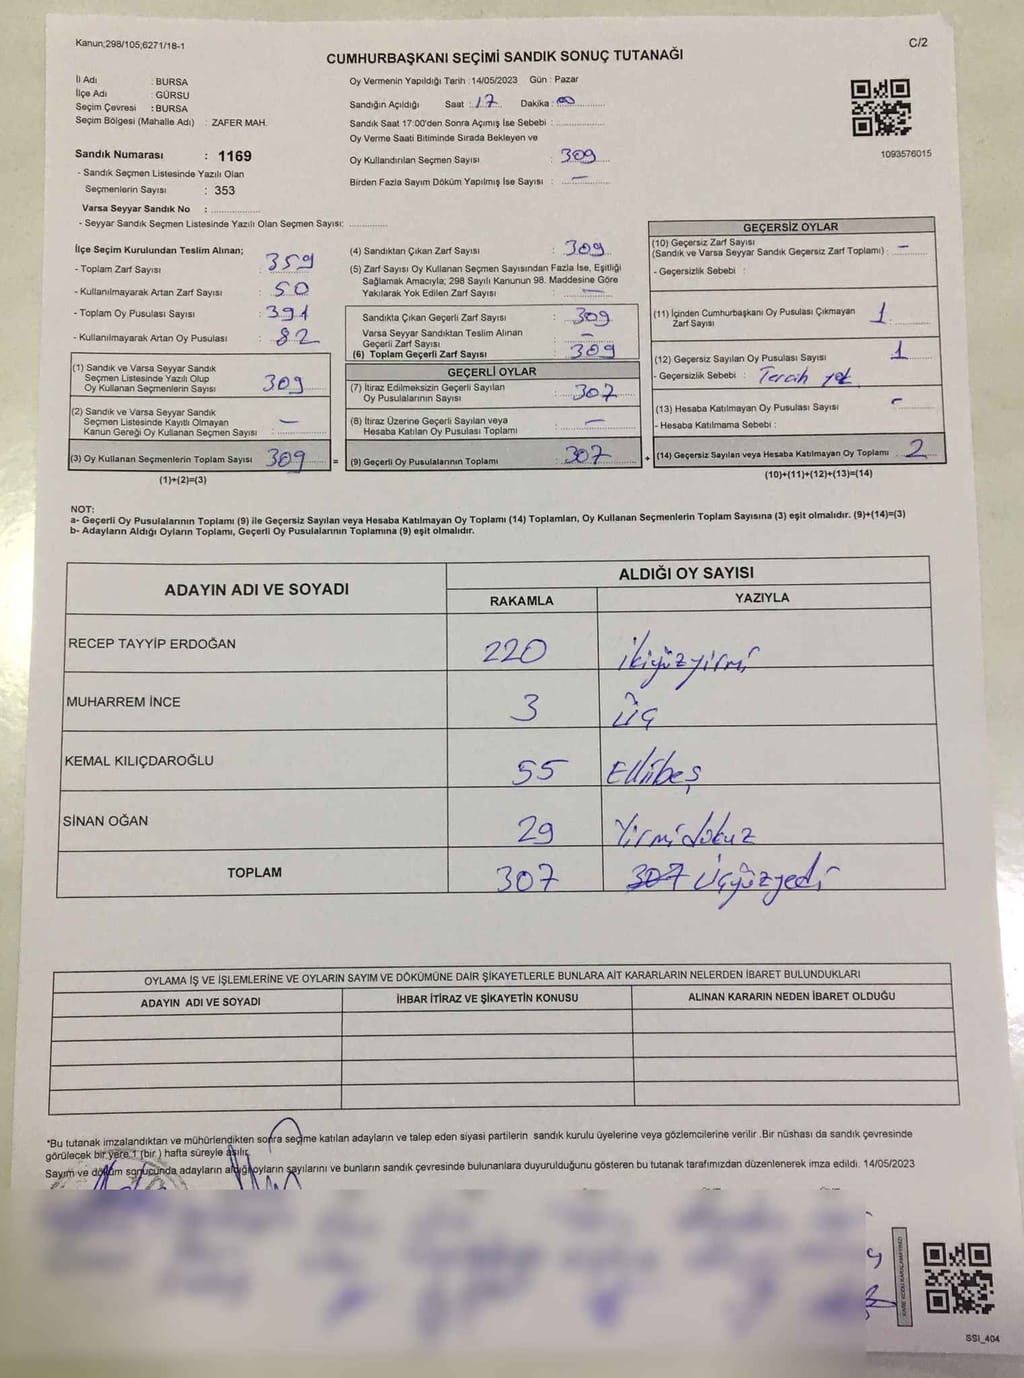 Kanun;298/105,6271/18-1
C/2
CUMHURBAŞKANI SEÇİMİ SANDIK SONUÇ TUTANAĞI
İl Adı : BURSA
İlçe Adı : GÜRSU
Seçim Çevresi : BURSA
Seçim Bölgesi (Mahalle Adı) : ZAFER MAH.
Sandık Numarası : 1169
- Sandık Seçmen Listesinde Yazılı Olan
Seçmenlerin Sayısı : 353
Varsa Seyyar Sandık No : ..............
- Seyyar Sandık Seçmen Listesinde Yazılı Olan Seçmen Sayısı: ..............
Oy Vermenin Yapıldığı Tarih : 14/05/2023 Gün : Pazar
Sandığın Açıldığı Saat : 17 Dakika : 00
Sandık Saat 17:00'den Sonra Açımış İse Sebebi : ..............
Oy Verme Saati Bitiminde Sırada Bekleyen ve
Oy Kullandırılan Seçmen Sayısı : 309
Birden Fazla Sayım Döküm Yapılmış İse Sayısı : —
1093576015
İlçe Seçim Kurulundan Teslim Alınan;
- Toplam Zarf Sayısı : 359
- Kullanılmayarak Artan Zarf Sayısı : 50
- Toplam Oy Pusulası Sayısı : 391
- Kullanılmayarak Artan Oy Pusulası : 82
(1) Sandık ve Varsa Seyyar Sandık
Seçmen Listesinde Yazılı Olup
Oy Kullanan Seçmenlerin Sayısı : 309
(2) Sandık ve Varsa Seyyar Sandık
Seçmen Listesinde Kayıtlı Olmayan
Kanun Gereği Oy Kullanan Seçmen Sayısı : —
(3) Oy Kullanan Seçmenlerin Toplam Sayısı : 309
(1)+(2)=(3)
(4) Sandıktan Çıkan Zarf Sayısı : 309
(5) Zarf Sayısı Oy Kullanan Seçmen Sayısından Fazla İse, Eşitliği
Sağlamak Amacıyla; 298 Sayılı Kanunun 98. Maddesine Göre
Yakılarak Yok Edilen Zarf Sayısı : —
Sandıkta Çıkan Geçerli Zarf Sayısı : 309
Varsa Seyyar Sandıktan Teslim Alınan
Geçerli Zarf Sayısı : —
(6) Toplam Geçerli Zarf Sayısı : 309
GEÇERLİ OYLAR
(7) İtiraz Edilmeksizin Geçerli Sayılan
Oy Pusulalarının Sayısı : 307
(8) İtiraz Üzerine Geçerli Sayılan veya
Hesaba Katılan Oy Pusulaları Toplamı : —
= (9) Geçerli Oy Pusulalarının Toplamı : 307
GEÇERSİZ OYLAR
(10) Geçersiz Zarf Sayısı
(Sandık ve Varsa Seyyar Sandık Geçersiz Zarf Toplamı) : —
- Geçersizlik Sebebi :
(11) İçinden Cumhurbaşkanı Oy Pusulası Çıkmayan
Zarf Sayısı : 1
(12) Geçersiz Sayılan Oy Pusulası Sayısı : 1
- Geçersizlik Sebebi : Tercih yok
(13) Hesaba Katılmayan Oy Pusulası Sayısı : —
- Hesaba Katılmama Sebebi :
+ (14) Geçersiz Sayılan veya Hesaba Katılmayan Oy Toplamı : 2
(10)+(11)+(12)+(13)=(14)
NOT:
a- Geçerli Oy Pusulalarının Toplamı (9) ile Geçersiz Sayılan veya Hesaba Katılmayan Oy Toplamı (14) Toplamları, Oy Kullanan Seçmenlerin Toplam Sayısına (3) eşit olmalıdır. (9)+(14)=(3)
b- Adayların Aldığı Oyların Toplamı, Geçerli Oy Pusulalarının Toplamına (9) eşit olmalıdır.
ADAYIN ADI VE SOYADI
ALDIĞI OY SAYISI
RAKAMLA YAZIYLA
RECEP TAYYİP ERDOĞAN 220 ikiyüzyirmi
MUHARREM İNCE 3 üç
KEMAL KILIÇDAROĞLU 55 Ellibeş
SİNAN OĞAN 29 Yirmidokuz
TOPLAM 307 307 üçyüzyedi
OYLAMA İŞ VE İŞLEMLERİNE VE OYLARIN SAYIM VE DÖKÜMÜNE DAİR ŞİKAYETLERLE BUNLARA AİT KARARLARIN NELERDEN İBARET BULUNDUKLARI
ADAYIN ADI VE SOYADI İHBAR İTİRAZ VE ŞİKAYETİN KONUSU ALINAN KARARIN NEDEN İBARET OLDUĞU
*Bu tutanak imzalandıktan ve mühürlendikten sonra seçime katılan adayların ve talep eden siyasi partilerin sandık kurulu üyelerine veya gözlemcilerine verilir .Bir nüshası da sandık çevresinde
görülecek bir yere 1 (bir ) hafta süreyle asılır.
Sayım ve döküm sonucunda adayların aldığı oyların sayılarını ve bunların sandık çevresinde bulunanlara duyurulduğunu gösteren bu tutanak tarafımızdan düzenlenerek imza edildi. 14/05/2023
SSI_404